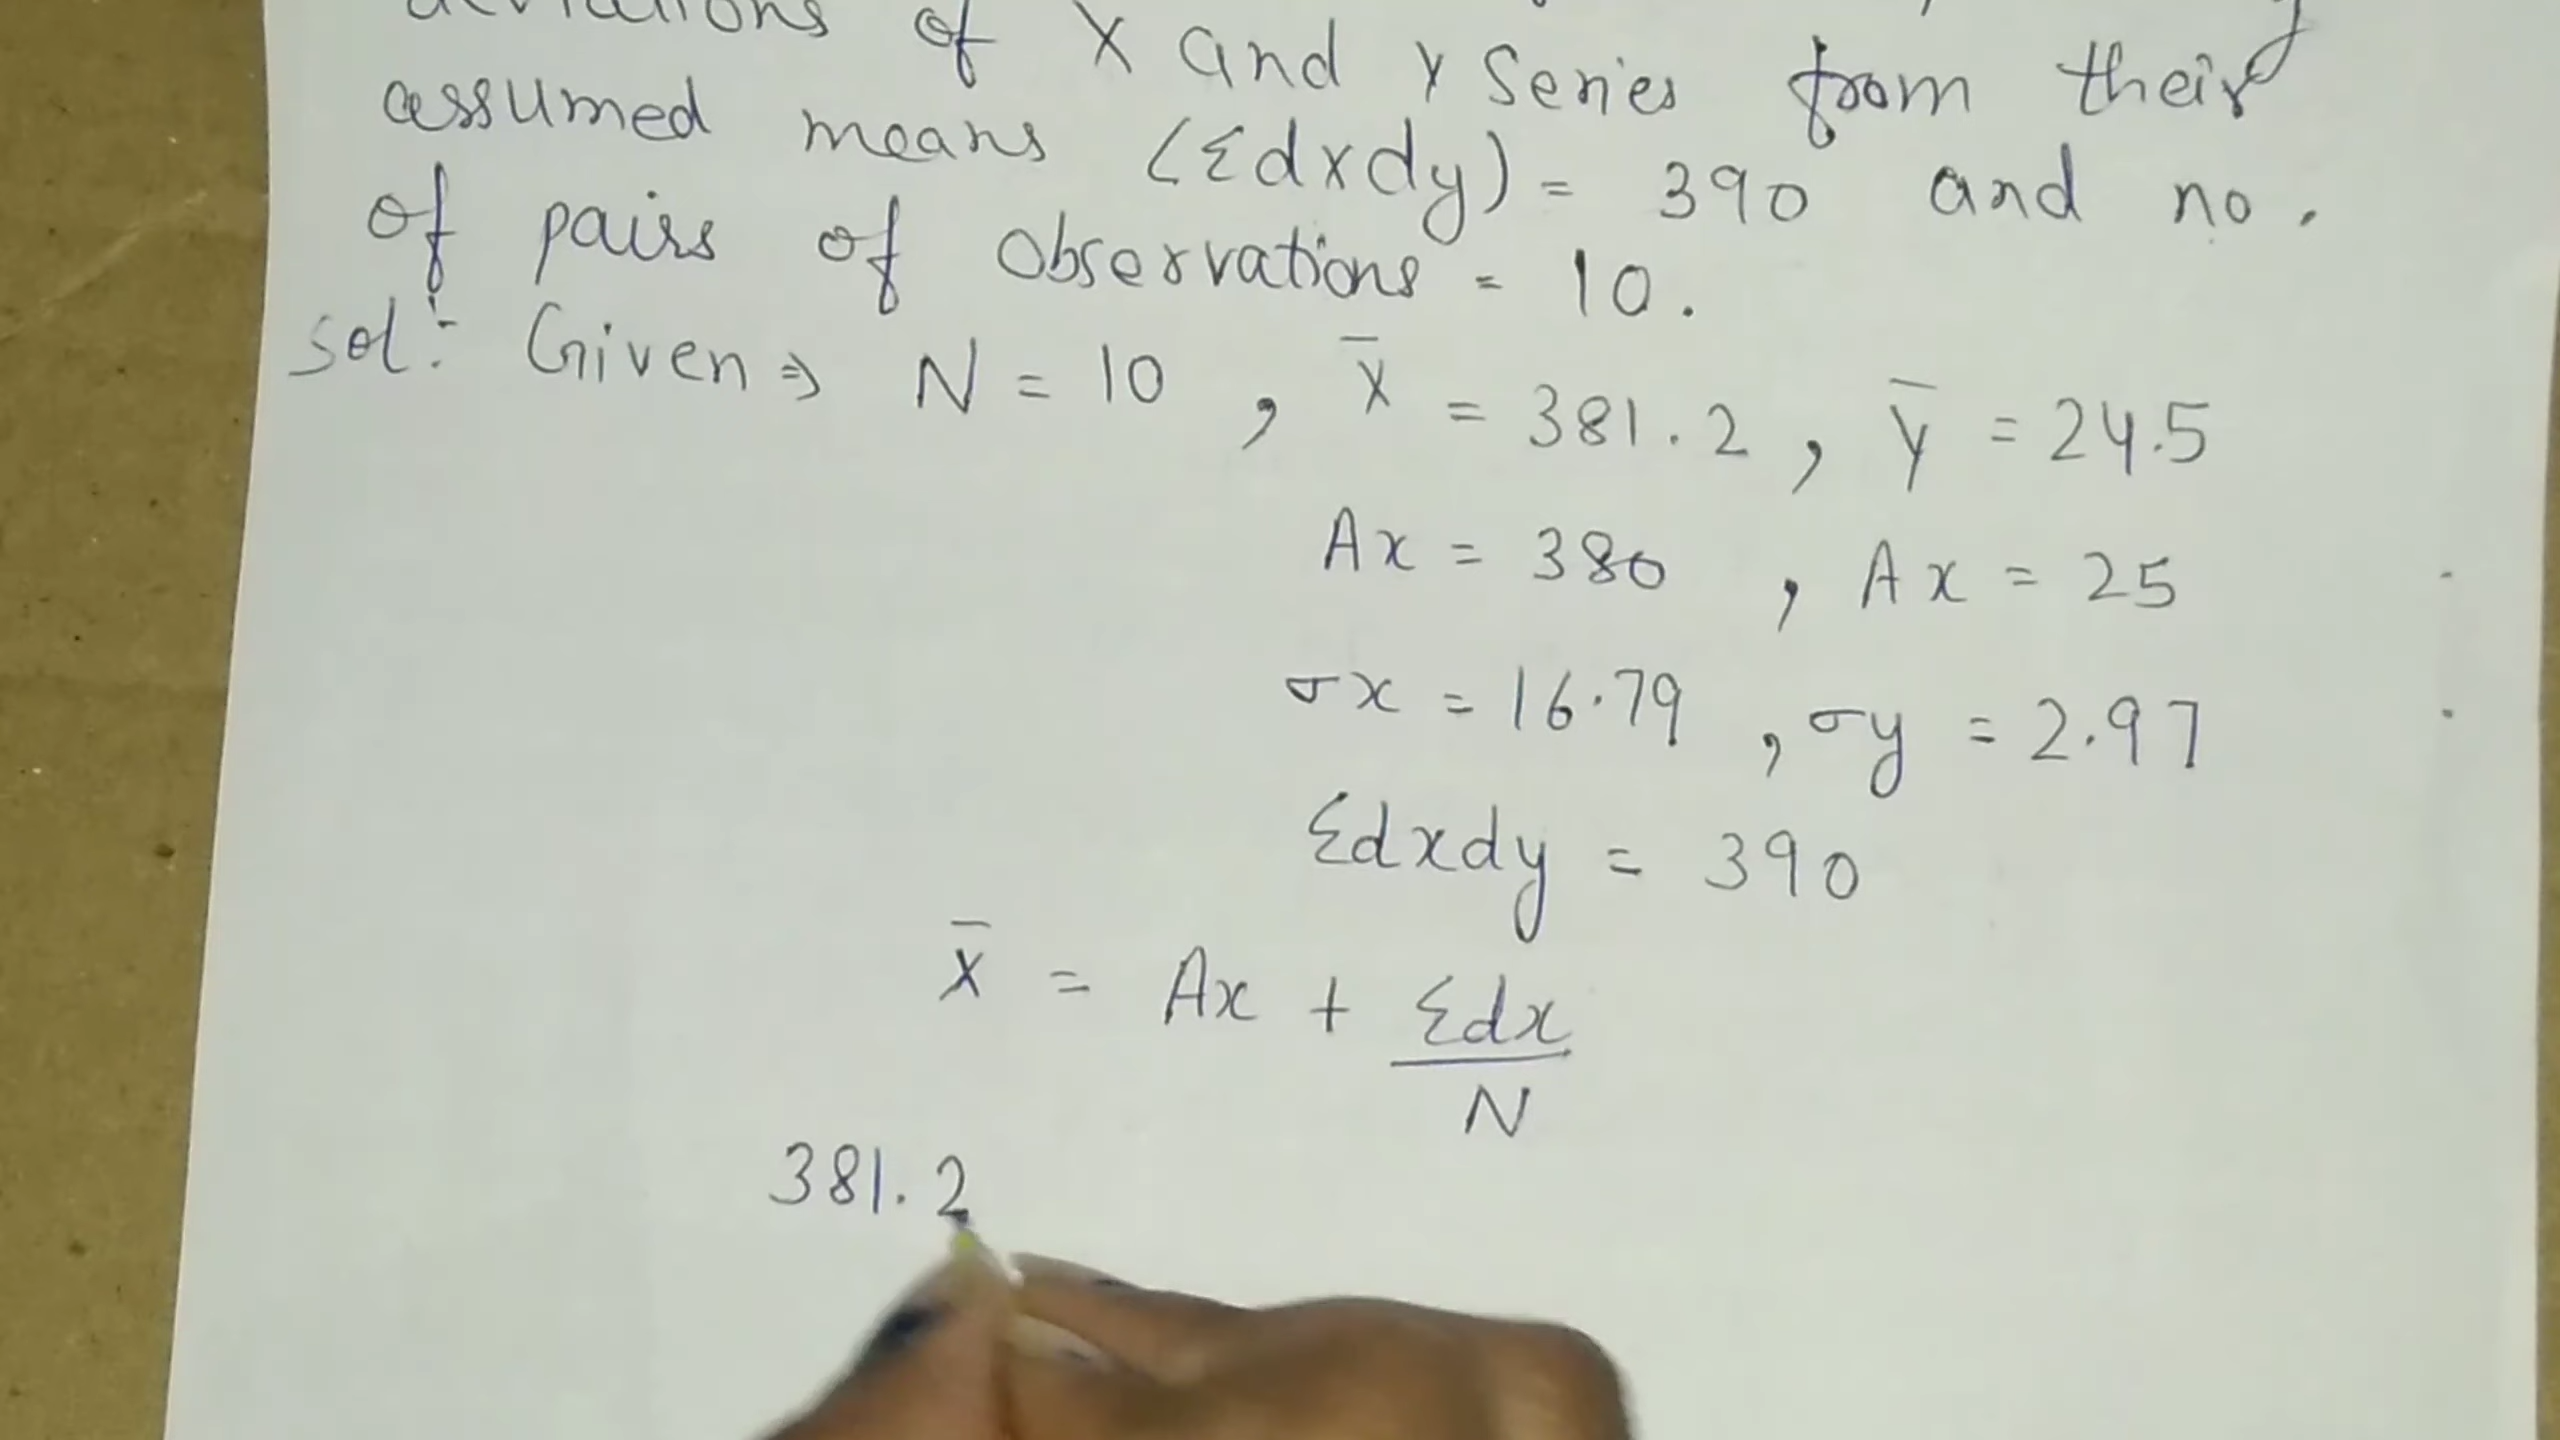 deviations of X and Y series from their
assumed means (Σdxdy) = 390 and no.
of pairs of observations = 10.
Sol:- Given ⇒ N = 10 , X̄ = 381.2 , Ȳ = 24.5
Ax = 380 , Ax = 25
σx = 16.79 , σy = 2.97
Σdxdy = 390
X̄ = Ax + Σdx
N
381.2